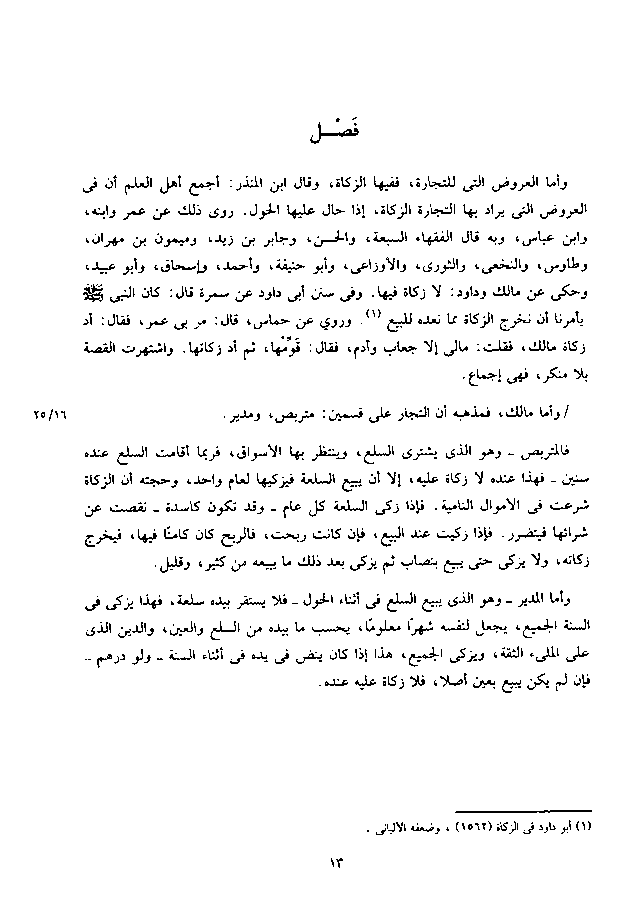 فَصْــل
وأما العروض التى للتجارة، ففيها الزكاة، وقال ابن المنذر: أجمع أهل العلم أن فى
العروض التى يراد بها التجارة الزكاة، إذا حال عليها الحول. روى ذلك عن عمر وابنه،
وابن عباس، وبه قال الفقهاء السبعة، والحسن، وجابر بن زيد، وميمون بن مهران،
وطاوس، والنخعى، والثورى، والأوزاعى، وأبو حنيفة، وأحمد، وإسحاق، وأبو عبيد،
وحكى عن مالك وداود: لا زكاة فيها. وفى سنن أبى داود عن سمرة قال: كان النبى ﷺ
يأمرنا أن نخرج الزكاة مما نعده للبيع (١). وروي عن حماس، قال: مر بى عمر، فقال: أد
زكاة مالك، فقلت: مالى إلا جعاب وأدم، فقال: قَوِّمْها، ثم أد زكاتها. واشتهرت القصة
بلا منكر، فهى إجماع.
/ وأما مالك، فمذهبه أن التجار على قسمين: متربص، ومدير.
٢٥/١٦
فالمتربص ـ وهو الذى يشترى السلع، وينتظر بها الأسواق، فربما أقامت السلع عنده
سنين ـ فهذا عنده لا زكاة عليه، إلا أن يبيع السلعة فيزكيها لعام واحد، وحجته أن الزكاة
شرعت فى الأموال النامية. فإذا زكى السلعة كل عام ـ وقد تكون كاسدة ـ نقصت عن
شرائها فيتضرر. فإذا زكيت عند البيع، فإن كانت ربحت، فالربح كان كامنًا فيها، فيخرج
زكاته، ولا يزكى حتى يبيع بنصاب ثم يزكى بعد ذلك ما يبيعه من كثير، وقليل.
وأما المدير ـ وهو الذى يبيع السلع فى أثناء الحول ـ فلا يستقر بيده سلعة، فهذا يزكى فى
السنة الجميع، يجعل لنفسه شهرًا معلومًا، يحسب ما بيده من السلع والعين، والدين الذى
على الملىء الثقة، ويزكى الجميع، هذا إذا كان ينض فى يده فى أثناء السنة ـ ولو درهم ـ
فإن لم يكن يبيع بعين أصلا، فلا زكاة عليه عنده.
(١) أبو داود فى الزكاة (١٥٦٢) ، وضعفه الألبانى .
١٣